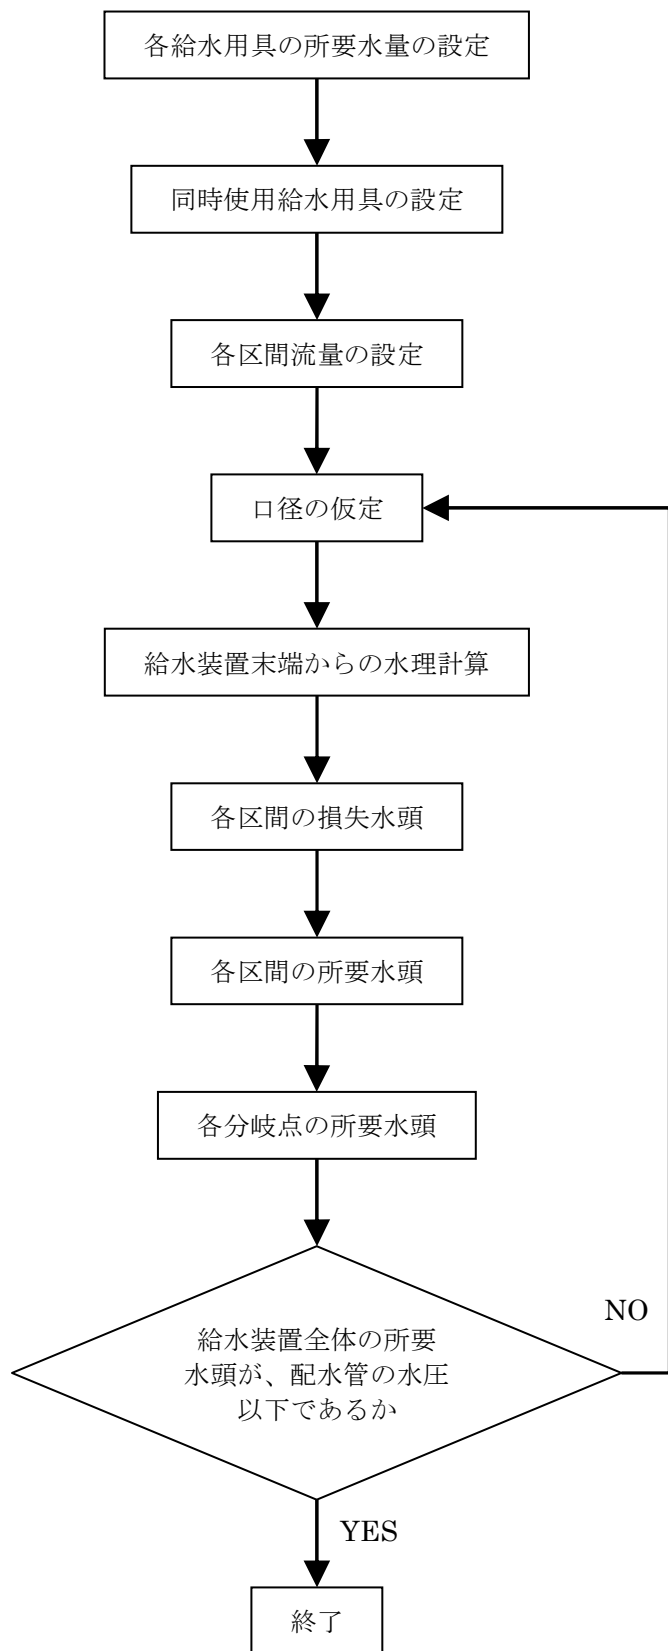 各給水用具の所要水量の設定
同時使用給水用具の設定
各区間流量の設定
口径の仮定
給水装置末端からの水理計算
各区間の損失水頭
各区間の所要水頭
各分岐点の所要水頭
給水装置全体の所要
水頭が、配水管の水圧
以下であるか
NO
YES
終了